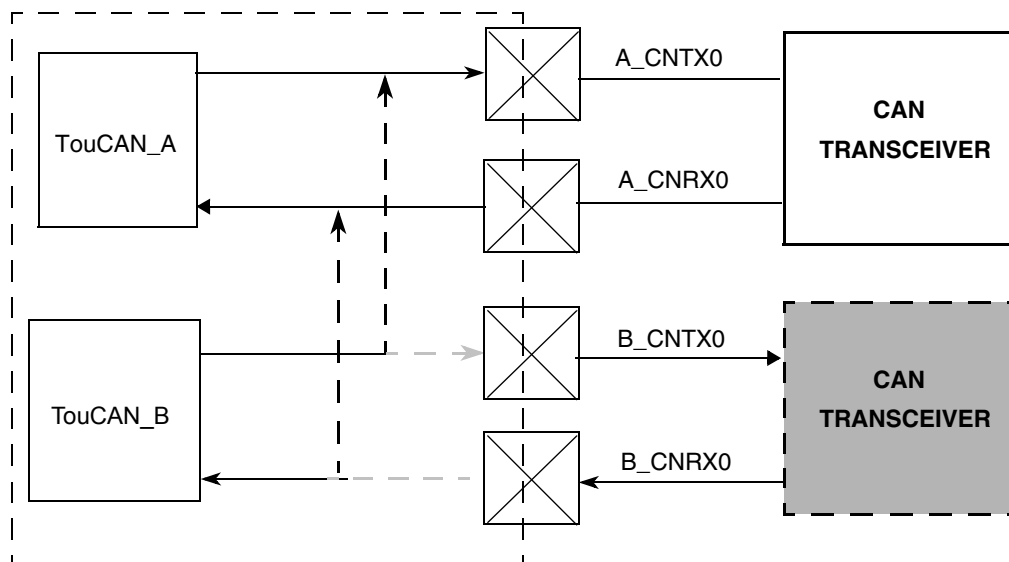 A_CNTX0
CAN
TRANSCEIVER
TouCAN_A
A_CNRX0
B_CNTX0
CAN
TRANSCEIVER
TouCAN_B
B_CNRX0